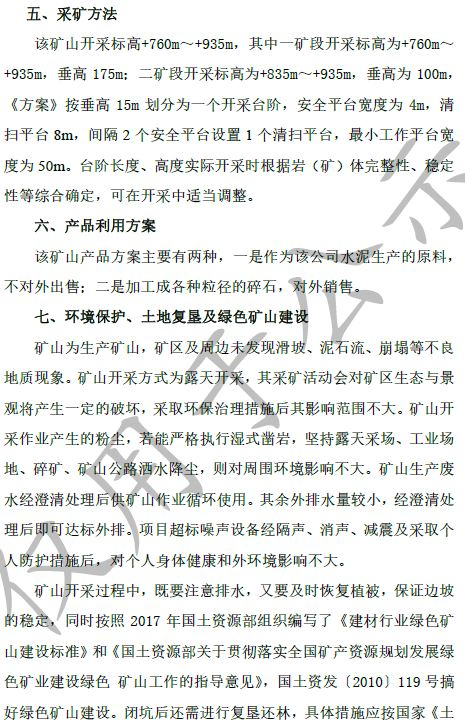 五、采矿方法
该矿山开采标高+760m～+935m，其中一矿段开采标高为+760m～
+935m，垂高 175m；二矿段开采标高为+835m～+935m，垂高为 100m，
《方案》按垂高 15m 划分为一个开采台阶，安全平台宽度为 4m，清
扫平台 8m，间隔 2 个安全平台设置 1 个清扫平台，最小工作平台宽
度为 50m。台阶长度、高度实际开采时根据岩（矿）体完整性、稳定
性等综合确定，可在开采中适当调整。
六、产品利用方案
该矿山产品方案主要有两种，一是作为该公司水泥生产的原料，
不对外出售；二是加工成各种粒径的碎石，对外销售。
七、环境保护、土地复垦及绿色矿山建设
矿山为生产矿山，矿区及周边未发现滑坡、泥石流、崩塌等不良
地质现象。矿山开采方式为露天开采，其采矿活动会对矿区生态与景
观将产生一定的破坏，采取环保治理措施后其影响范围不大。矿山开
采作业产生的粉尘，若能严格执行湿式凿岩，坚持露天采场、工业场
地、碎矿、矿山公路洒水降尘，则对周围环境影响不大。矿山生产废
水经澄清处理后供矿山作业循环使用。其余外排水量较小，经澄清处
理后即可达标外排。项目超标噪声设备经隔声、消声、减震及采取个
人防护措施后，对个人身体健康和外环境影响不大。
矿山开采过程中，既要注意排水，又要及时恢复植被，保证边坡
的稳定，同时按照 2017 年国土资源部组织编写了《建材行业绿色矿
山建设标准》和《国土资源部关于贯彻落实全国矿产资源规划发展绿
色矿业建设绿色 矿山工作的指导意见》，国土资发〔2010〕119 号搞
好绿色矿山建设。闭坑后还需进行复垦还林，具体措施应按国家《土
仅用于公示